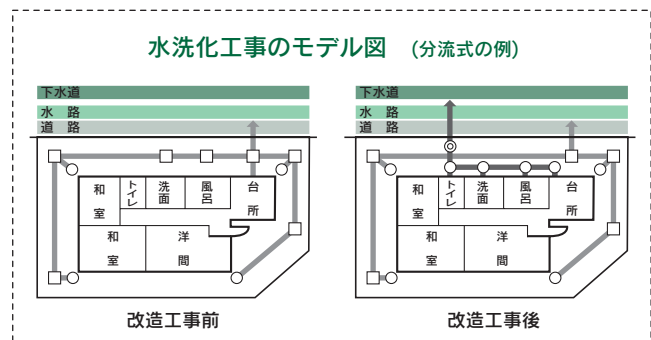 水洗化工事のモデル図 (分流式の例)
下水道
水 路
道 路
和室
トイレ
洗面
風呂
台所
和室
洋間
改造工事前
下水道
水 路
道 路
和室
トイレ
洗面
風呂
台所
和室
洋間
改造工事後